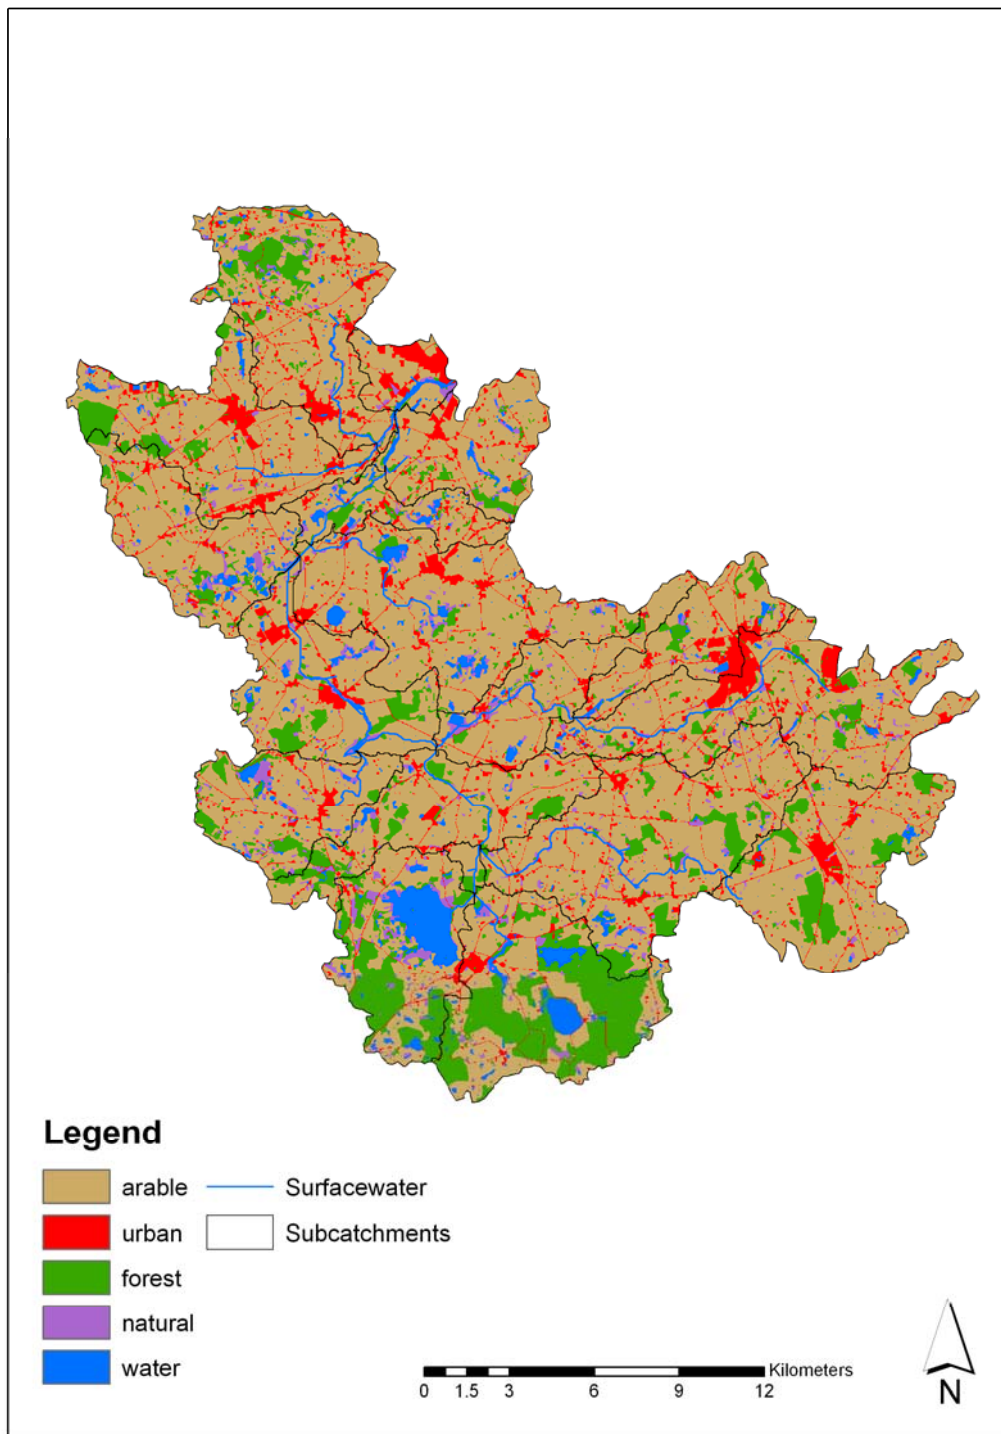 Legend
arable
Surfacewater
urban
Subcatchments
forest
natural
water
Kilometers
0 1.5 3 6 9 12
N